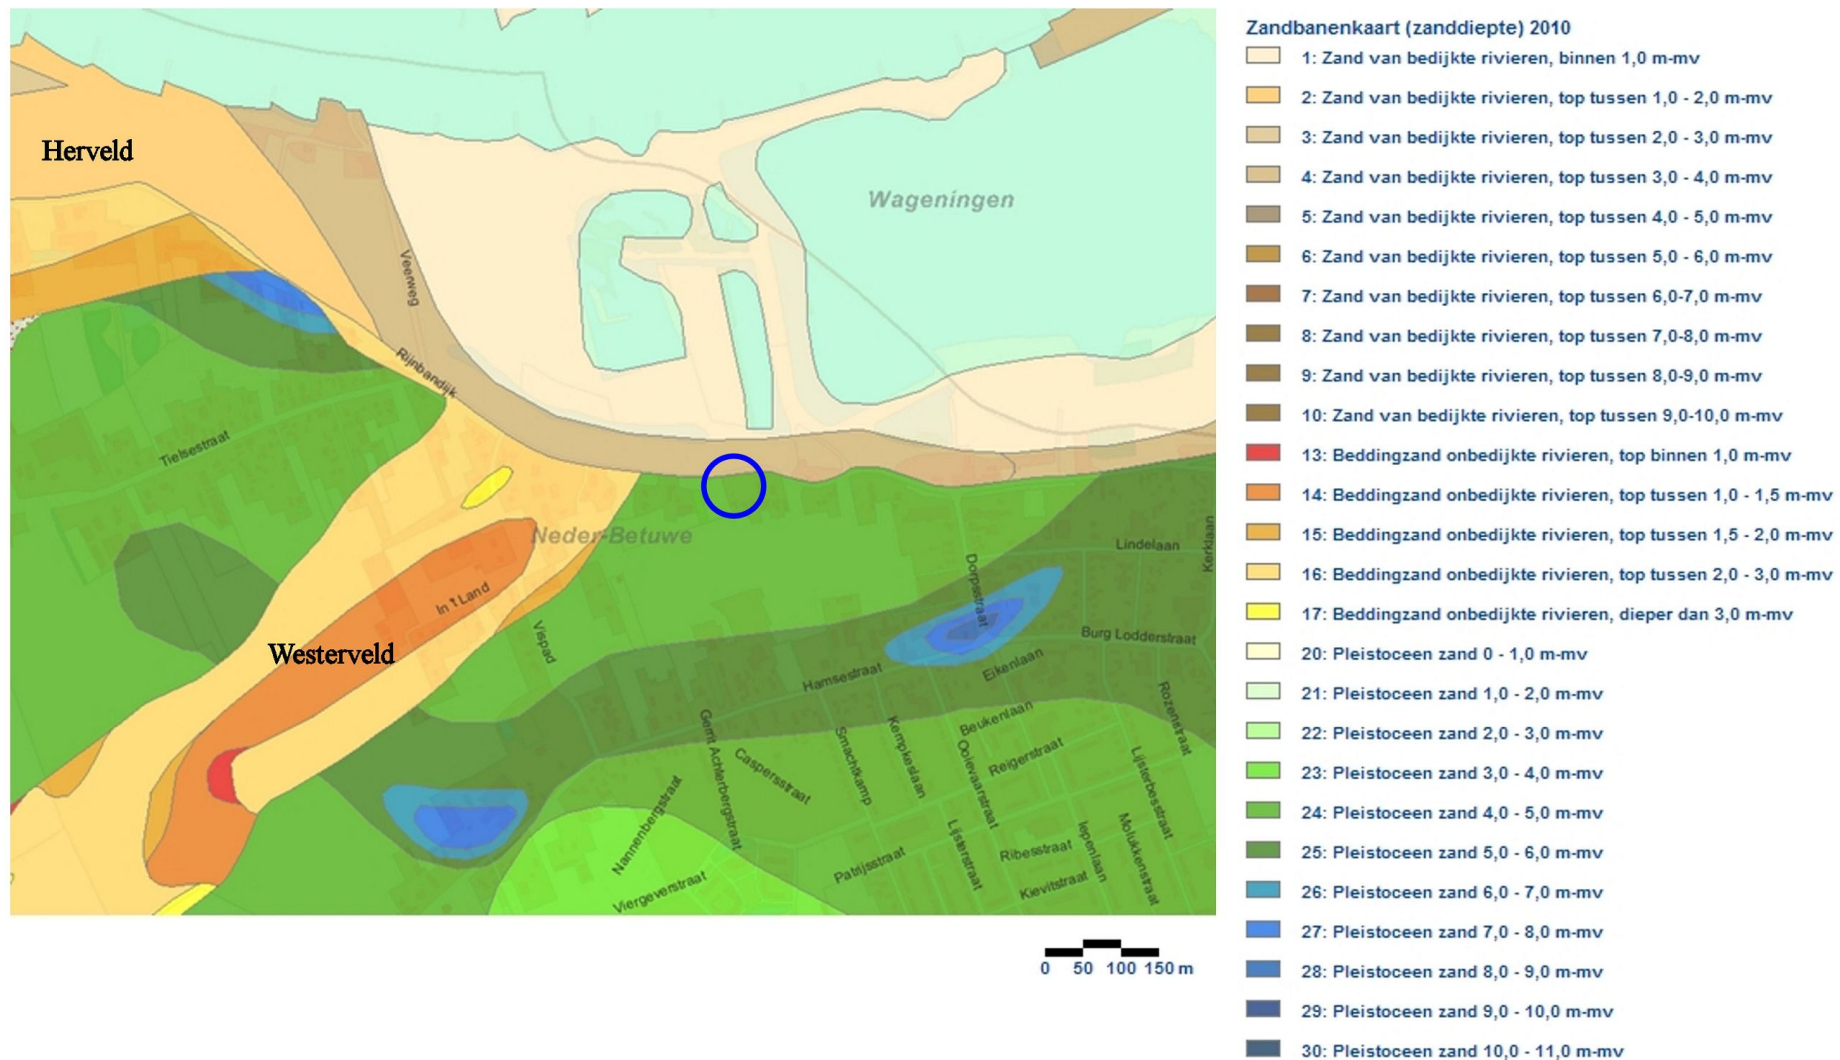 Herveld
Wageningen
Veerweg
Rijnbandijk
Tielsestraat
Neder-Betuwe
Lindelaan
Kerklaan
Dorpsstraat
In 't Land
Vispad
Burg Lodderstraat
Westerveld
Hamsestraat
Eikenlaan
Rozenstraat
Gerrit Achterbergstraat
Caspersstraat
Smachtkamp
Kempkeslaan
Beukenlaan
Ooievaarstraat
Reigerstraat
Lijsterbesstraat
Nannenbergstraat
Patrijsstraat
Lijsterstraat
Ribesstraat
Iepenlaan
Molukkenstraat
Kievitstraat
Viergeverstraat
0 50 100 150 m
Zandbanenkaart (zanddiepte) 2010
1: Zand van bedijkte rivieren, binnen 1,0 m-mv
2: Zand van bedijkte rivieren, top tussen 1,0 - 2,0 m-mv
3: Zand van bedijkte rivieren, top tussen 2,0 - 3,0 m-mv
4: Zand van bedijkte rivieren, top tussen 3,0 - 4,0 m-mv
5: Zand van bedijkte rivieren, top tussen 4,0 - 5,0 m-mv
6: Zand van bedijkte rivieren, top tussen 5,0 - 6,0 m-mv
7: Zand van bedijkte rivieren, top tussen 6,0-7,0 m-mv
8: Zand van bedijkte rivieren, top tussen 7,0-8,0 m-mv
9: Zand van bedijkte rivieren, top tussen 8,0-9,0 m-mv
10: Zand van bedijkte rivieren, top tussen 9,0-10,0 m-mv
13: Beddingzand onbedijkte rivieren, top binnen 1,0 m-mv
14: Beddingzand onbedijkte rivieren, top tussen 1,0 - 1,5 m-mv
15: Beddingzand onbedijkte rivieren, top tussen 1,5 - 2,0 m-mv
16: Beddingzand onbedijkte rivieren, top tussen 2,0 - 3,0 m-mv
17: Beddingzand onbedijkte rivieren, dieper dan 3,0 m-mv
20: Pleistoceen zand 0 - 1,0 m-mv
21: Pleistoceen zand 1,0 - 2,0 m-mv
22: Pleistoceen zand 2,0 - 3,0 m-mv
23: Pleistoceen zand 3,0 - 4,0 m-mv
24: Pleistoceen zand 4,0 - 5,0 m-mv
25: Pleistoceen zand 5,0 - 6,0 m-mv
26: Pleistoceen zand 6,0 - 7,0 m-mv
27: Pleistoceen zand 7,0 - 8,0 m-mv
28: Pleistoceen zand 8,0 - 9,0 m-mv
29: Pleistoceen zand 9,0 - 10,0 m-mv
30: Pleistoceen zand 10,0 - 11,0 m-mv